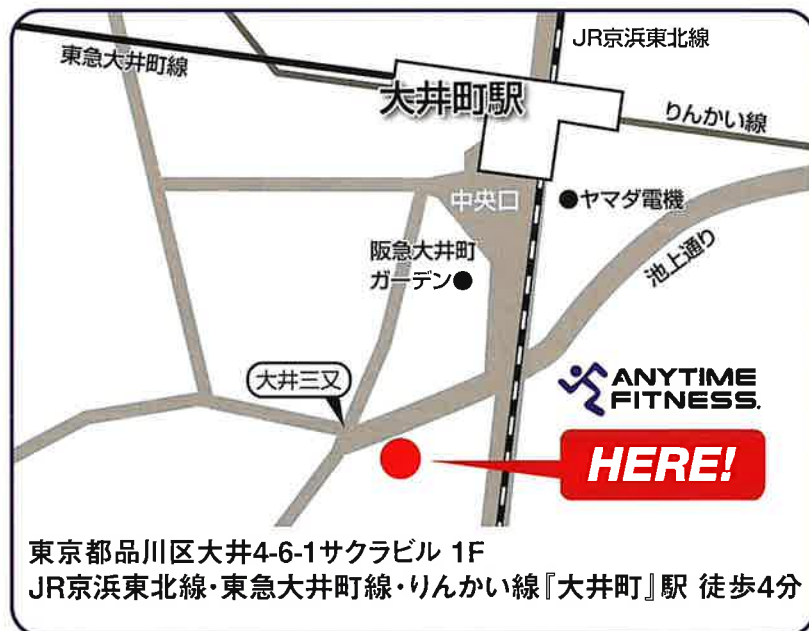 JR京浜東北線
東急大井町線
大井町駅
りんかい線
中央口
●ヤマダ電機
阪急大井町
ガーデン●
池上通り
大井三又
ANYTIME
FITNESS.
HERE!
東京都品川区大井4-6-1サクラビル 1F
JR京浜東北線・東急大井町線・りんかい線『大井町』駅 徒歩4分